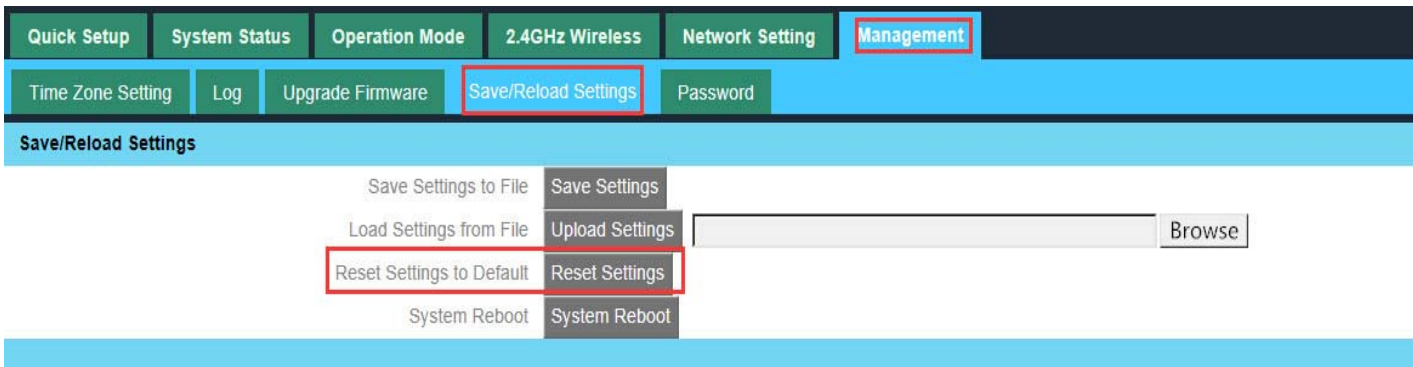 Quick Setup System Status Operation Mode 2.4GHz Wireless Network Setting Management
Time Zone Setting Log Upgrade Firmware Save/Reload Settings Password
Save/Reload Settings
Save Settings to File Save Settings
Load Settings from File Upload Settings Browse
Reset Settings to Default Reset Settings
System Reboot System Reboot